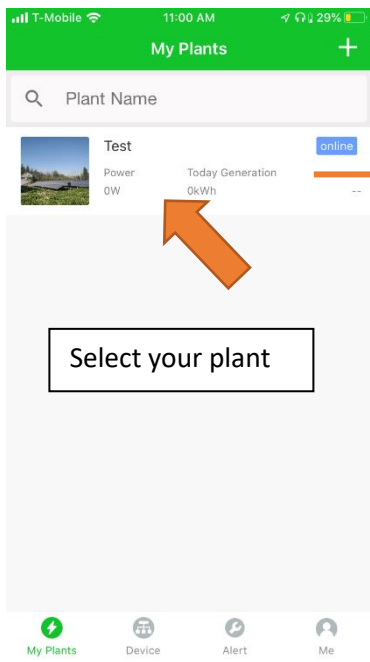 T-Mobile 11:00 AM 29%
My Plants
Plant Name
Test online
Power Today Generation
0W 0kWh --
Select your plant
My Plants Device Alert Me